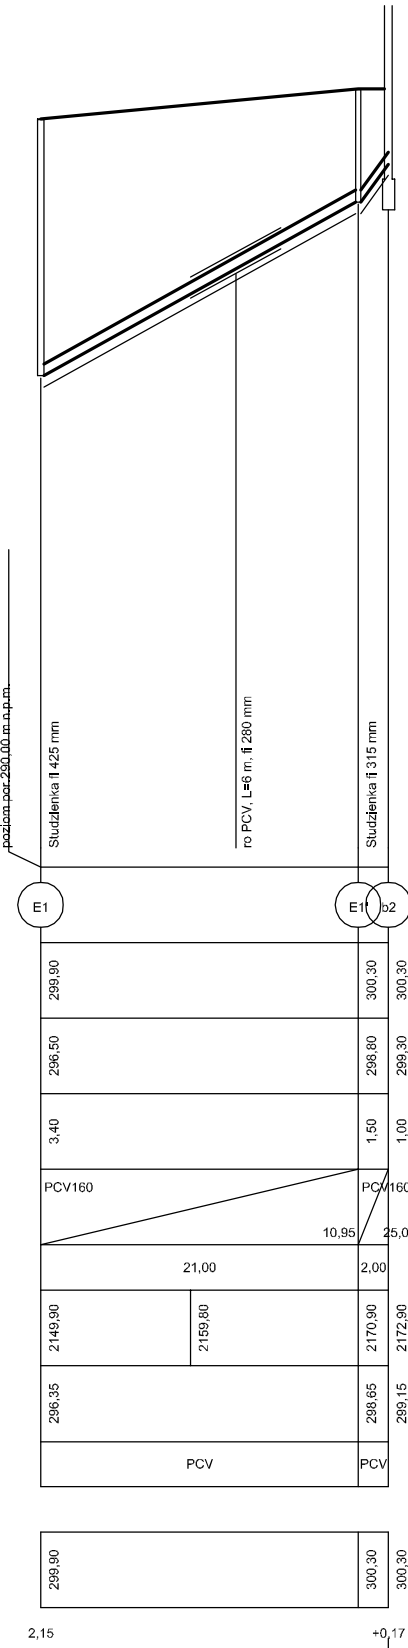 poziom por.290,00 m n.p.m.
Studzienka fi 425 mm
ro PCV, L=6 m, fi 280 mm
Studzienka fi 315 mm
E1
E1'
b2
299,90
300,30
300,30
296,50
298,80
299,30
3,40
1,50
1,00
PCV160
10,95
PCV160
25,0
21,00
2,00
2149,90
2159,80
2170,90
2172,90
296,35
298,65
299,15
PCV
PCV
299,90
300,30
300,30
2,15
+0,17